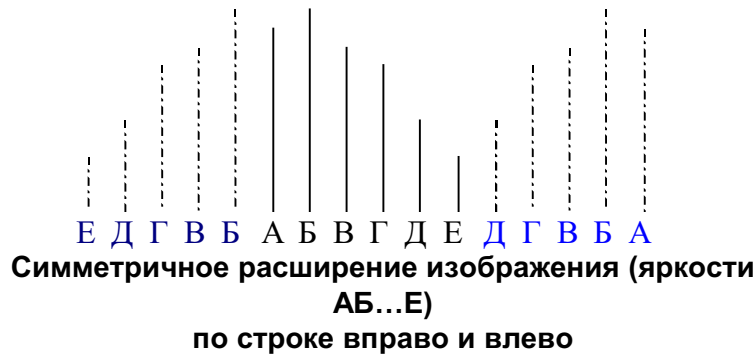 Е Д Г В Б А Б В Г Д Е Д Г В Б А
Симметричное расширение изображения (яркости
АБ…Е)
по строке вправо и влево